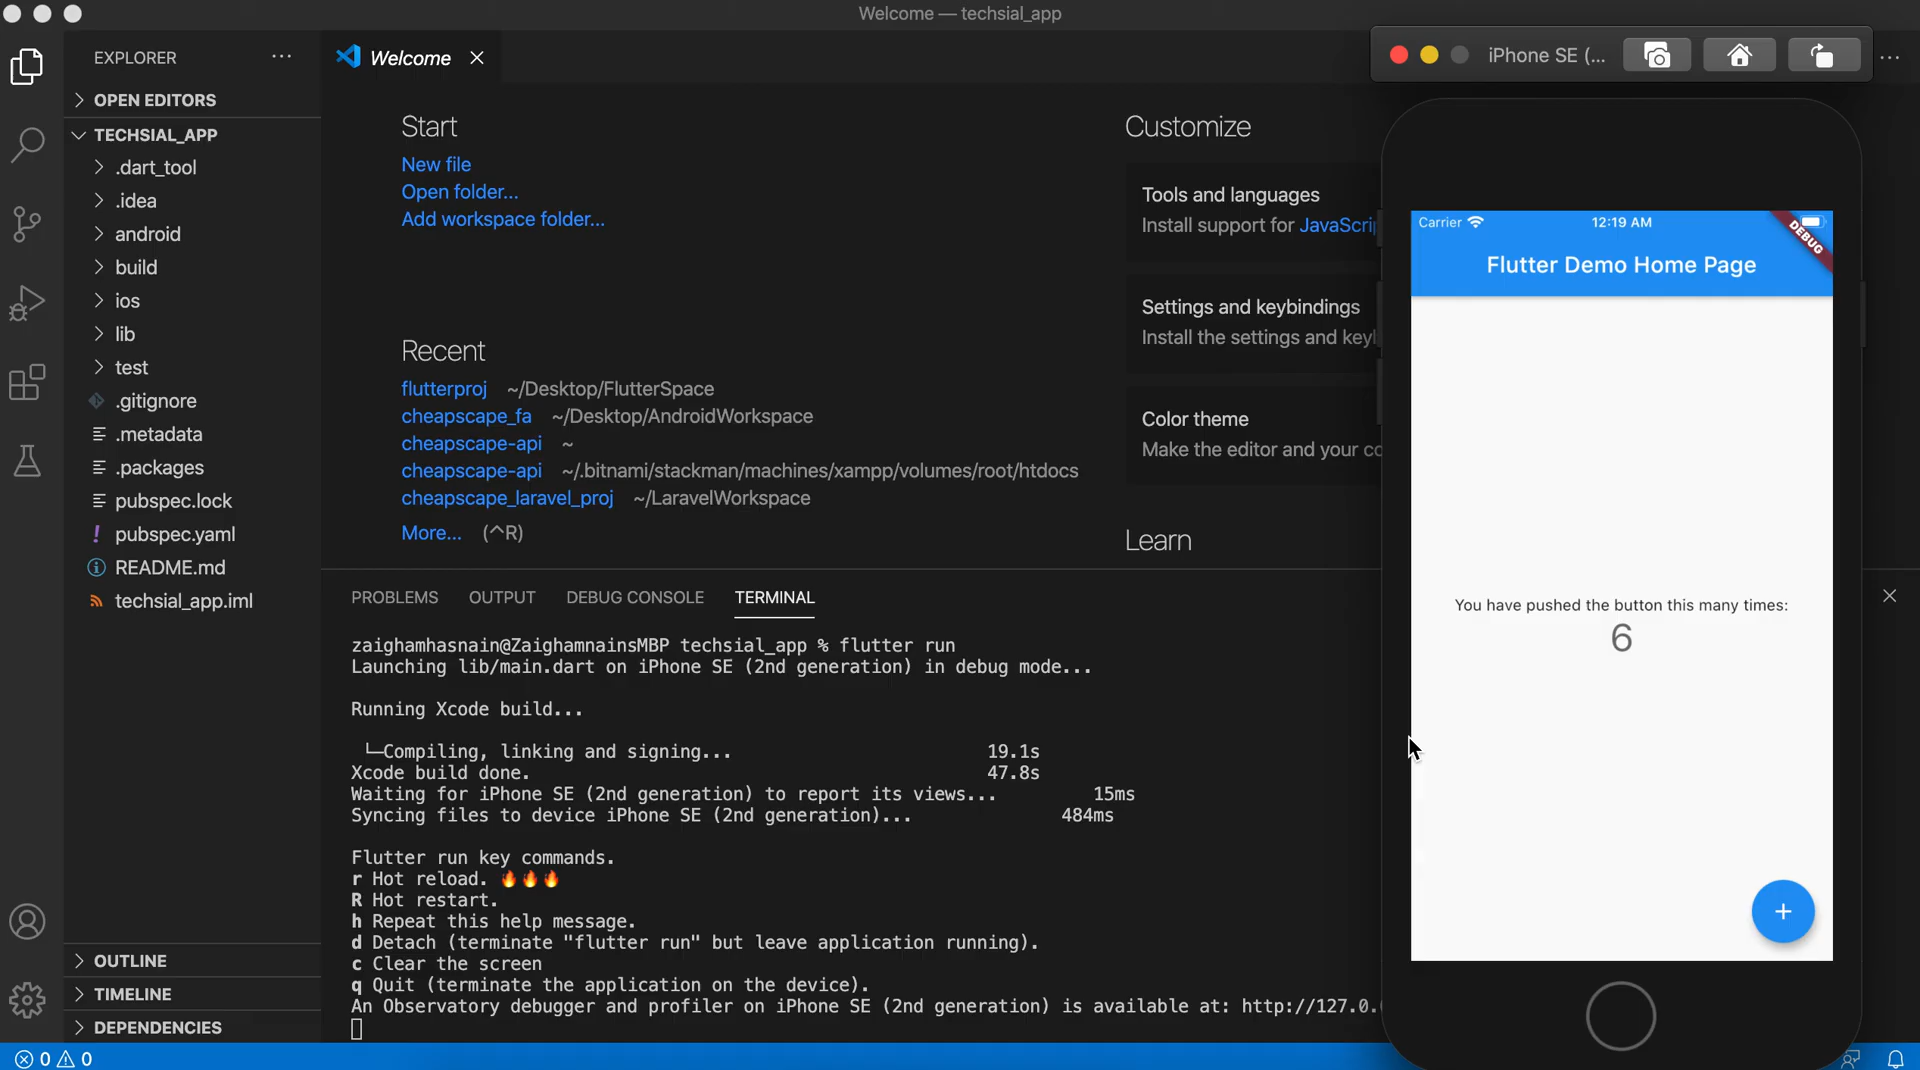 Welcome — techsial_app
EXPLORER
OPEN EDITORS
TECHSIAL_APP
.dart_tool
.idea
android
build
ios
lib
test
.gitignore
.metadata
.packages
pubspec.lock
pubspec.yaml
README.md
techsial_app.iml
OUTLINE
TIMELINE
DEPENDENCIES
0 0
Welcome
Start
New file
Open folder...
Add workspace folder...
Recent
flutterproj ~/Desktop/FlutterSpace
cheapscape_fa ~/Desktop/AndroidWorkspace
cheapscape-api ~
cheapscape-api ~/.bitnami/stackman/machines/xampp/volumes/root/htdocs
cheapscape_laravel_proj ~/LaravelWorkspace
More... (^R)
Customize
Tools and languages
Install support for JavaScri
Settings and keybindings
Install the settings and key
Color theme
Make the editor and your co
Learn
PROBLEMS OUTPUT DEBUG CONSOLE TERMINAL
zaighamhasnain@ZaighamnainsMBP techsial_app % flutter run
Launching lib/main.dart on iPhone SE (2nd generation) in debug mode...
Running Xcode build...
└─Compiling, linking and signing... 19.1s
Xcode build done. 47.8s
Waiting for iPhone SE (2nd generation) to report its views... 15ms
Syncing files to device iPhone SE (2nd generation)... 484ms
Flutter run key commands.
r Hot reload. 🔥🔥🔥
R Hot restart.
h Repeat this help message.
d Detach (terminate "flutter run" but leave application running).
c Clear the screen
q Quit (terminate the application on the device).
An Observatory debugger and profiler on iPhone SE (2nd generation) is available at: http://127.0.
iPhone SE (...
Carrier 12:19 AM
DEBUG
Flutter Demo Home Page
You have pushed the button this many times:
6
+